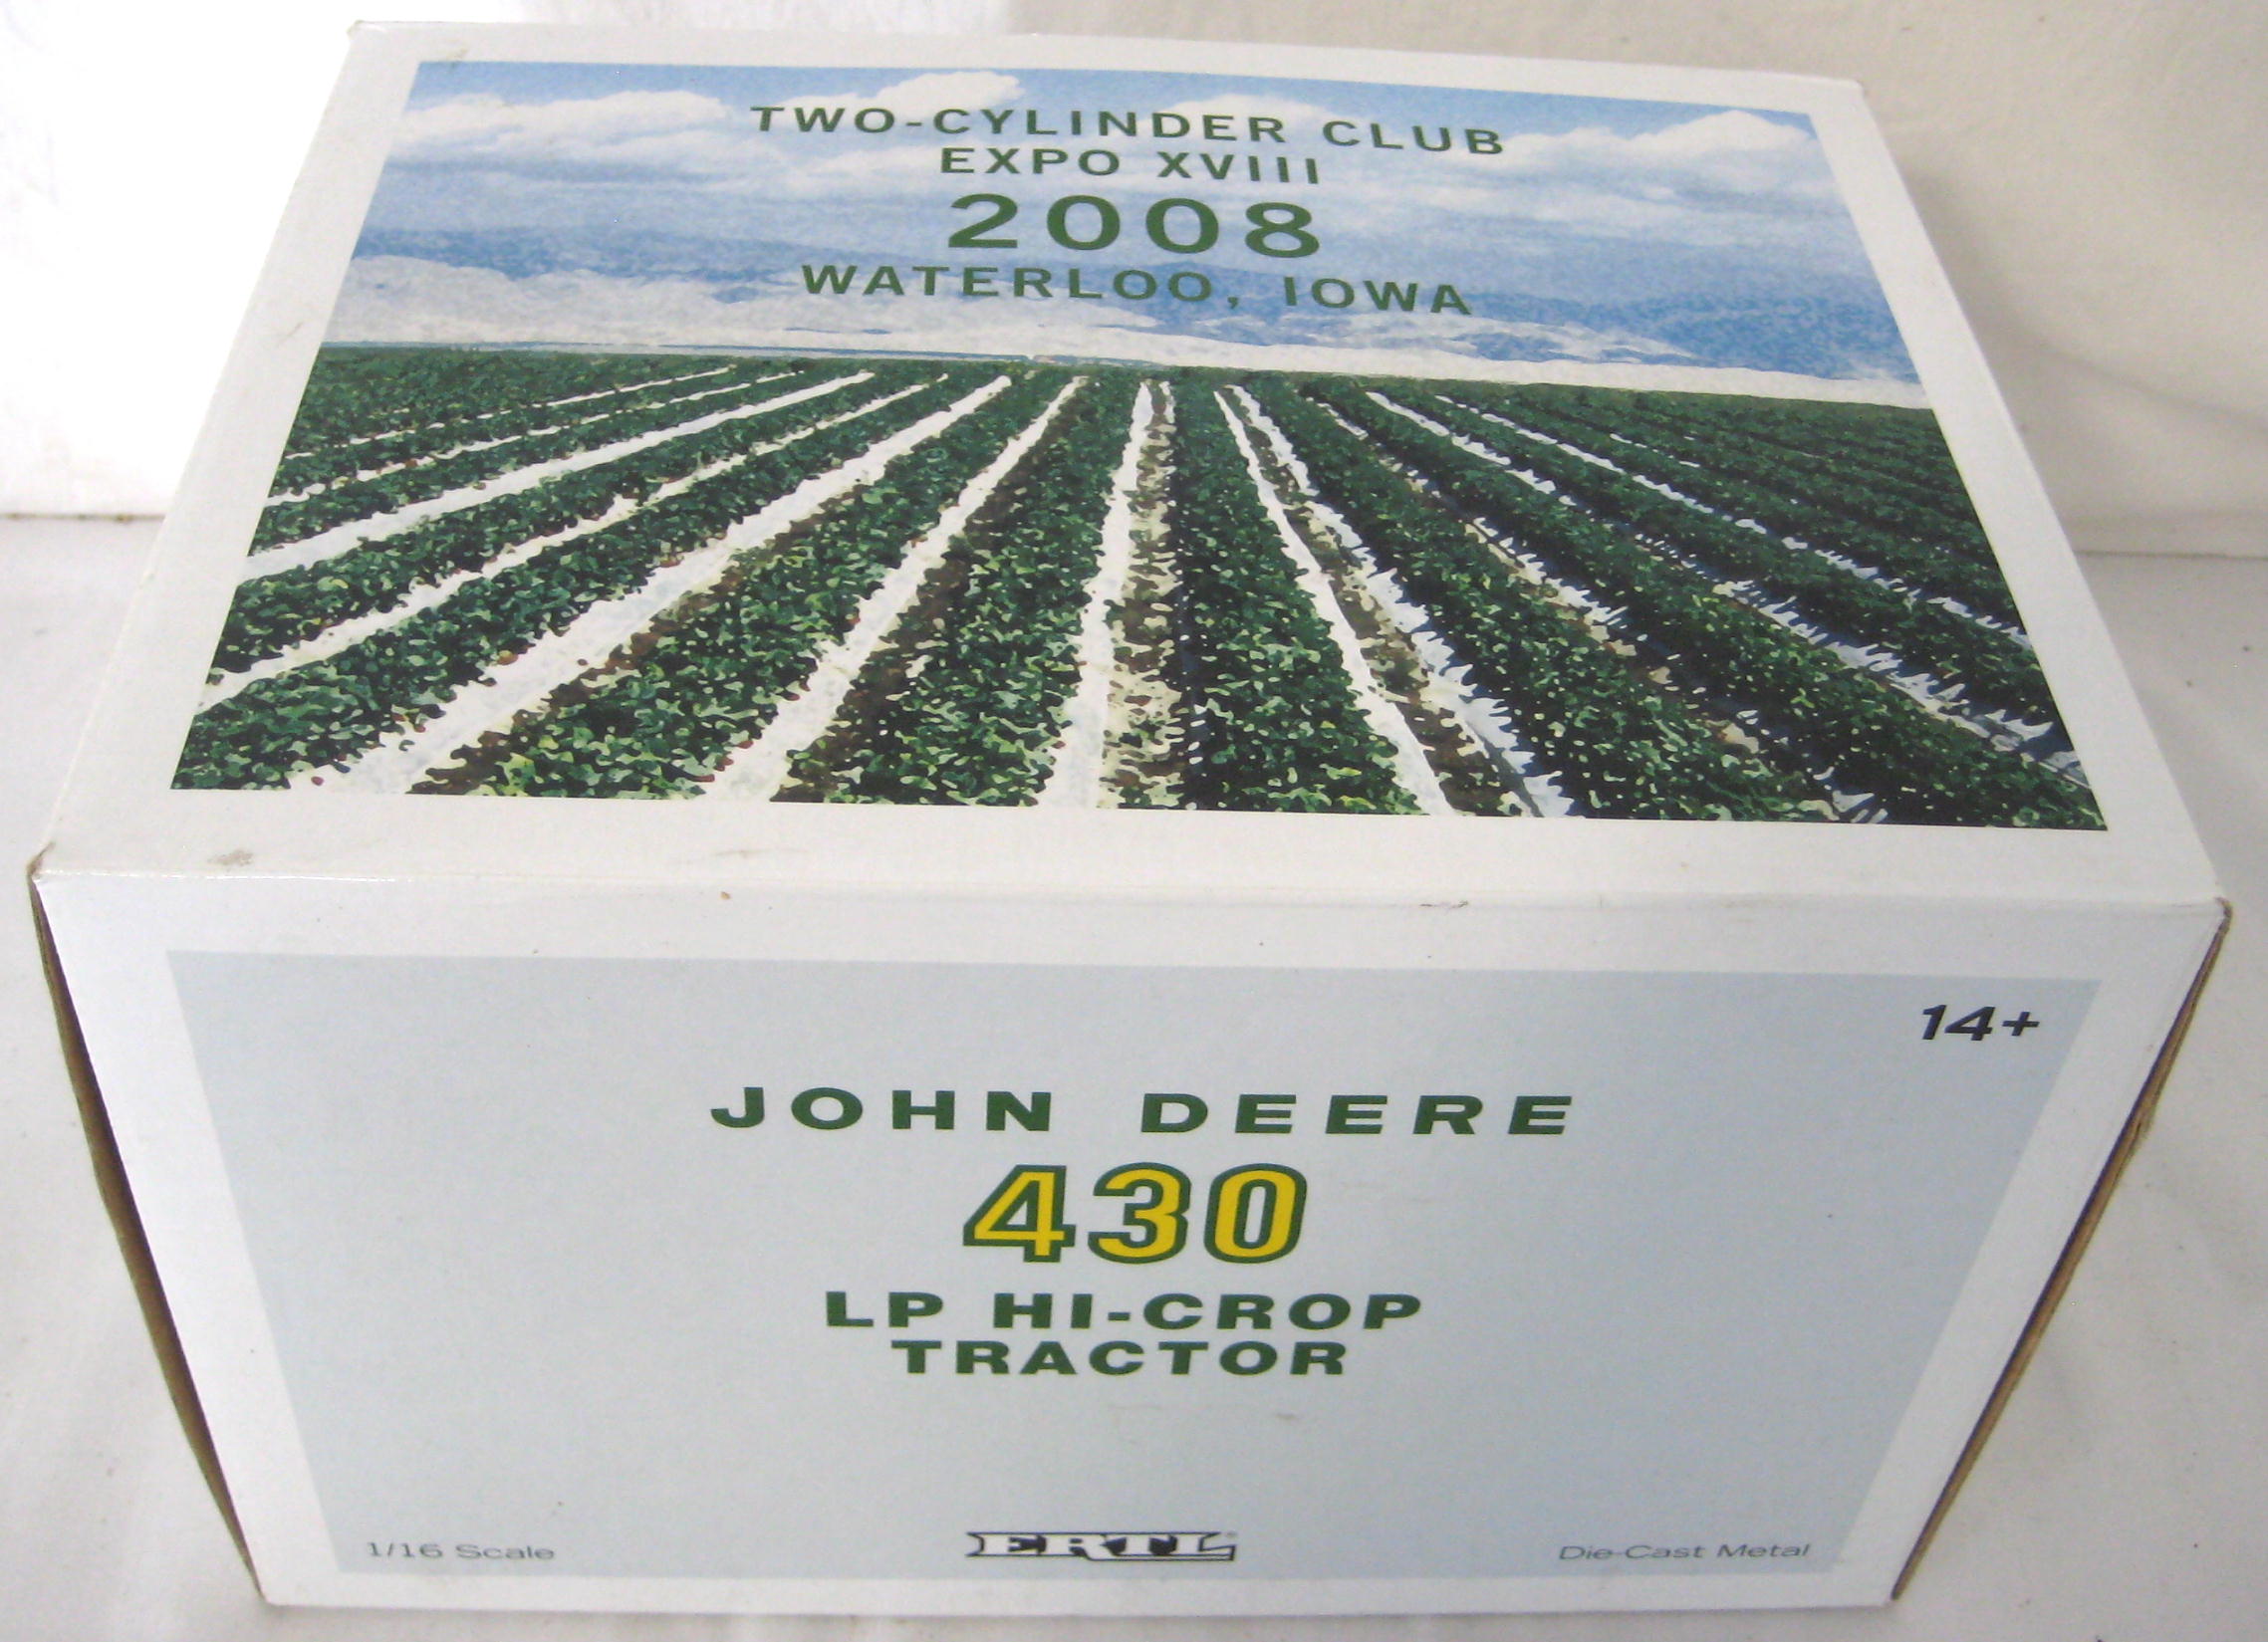 TWO-CYLINDER CLUB
EXPO XVIII
2008
WATERLOO, IOWA
14+
JOHN DEERE
430
LP HI-CROP
TRACTOR
1/16 Scale
ERTL
Die-Cast Metal